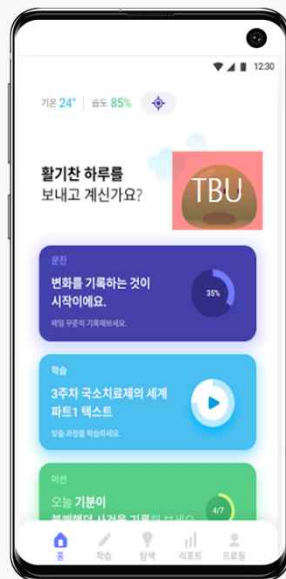 12:30
기온 24° 습도 85%
활기찬 하루를
보내고 계신가요?
TBU
문진
변화를 기록하는 것이
시작이에요.
매일 꾸준히 기록해보세요.
35%
학습
3주차 국소치료제의 세계
파트1 텍스트
맞춤 과정을 학습하세요.
미션
오늘 기분이
4/7
홈 학습 탐색 리포트 프로필